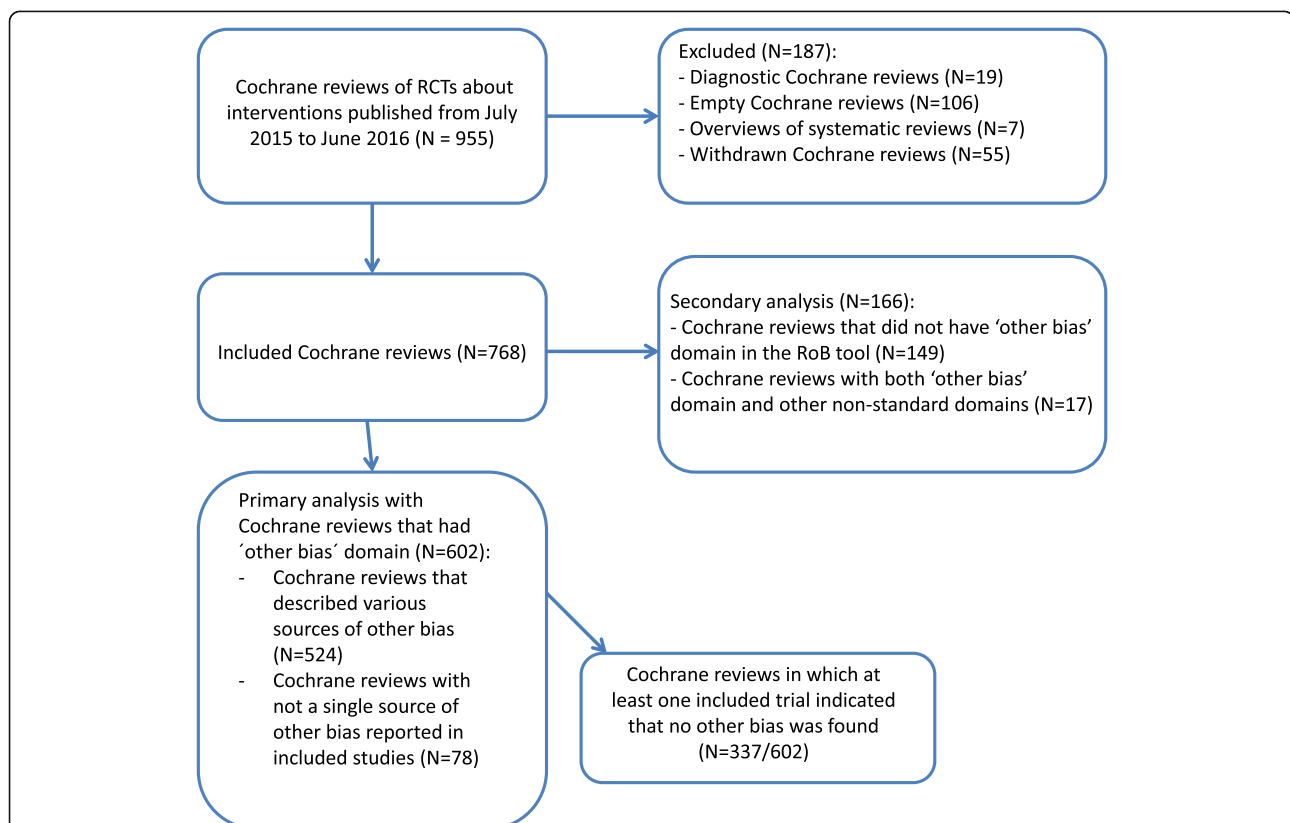 Cochrane reviews of RCTs about
interventions published from July
2015 to June 2016 (N = 955)
Excluded (N=187):
- Diagnostic Cochrane reviews (N=19)
- Empty Cochrane reviews (N=106)
- Overviews of systematic reviews (N=7)
- Withdrawn Cochrane reviews (N=55)
Included Cochrane reviews (N=768)
Secondary analysis (N=166):
- Cochrane reviews that did not have ‘other bias’
domain in the RoB tool (N=149)
- Cochrane reviews with both ‘other bias’
domain and other non-standard domains (N=17)
Primary analysis with
Cochrane reviews that had
´other bias´ domain (N=602):
- Cochrane reviews that
described various
sources of other bias
(N=524)
- Cochrane reviews with
not a single source of
other bias reported in
included studies (N=78)
Cochrane reviews in which at
least one included trial indicated
that no other bias was found
(N=337/602)